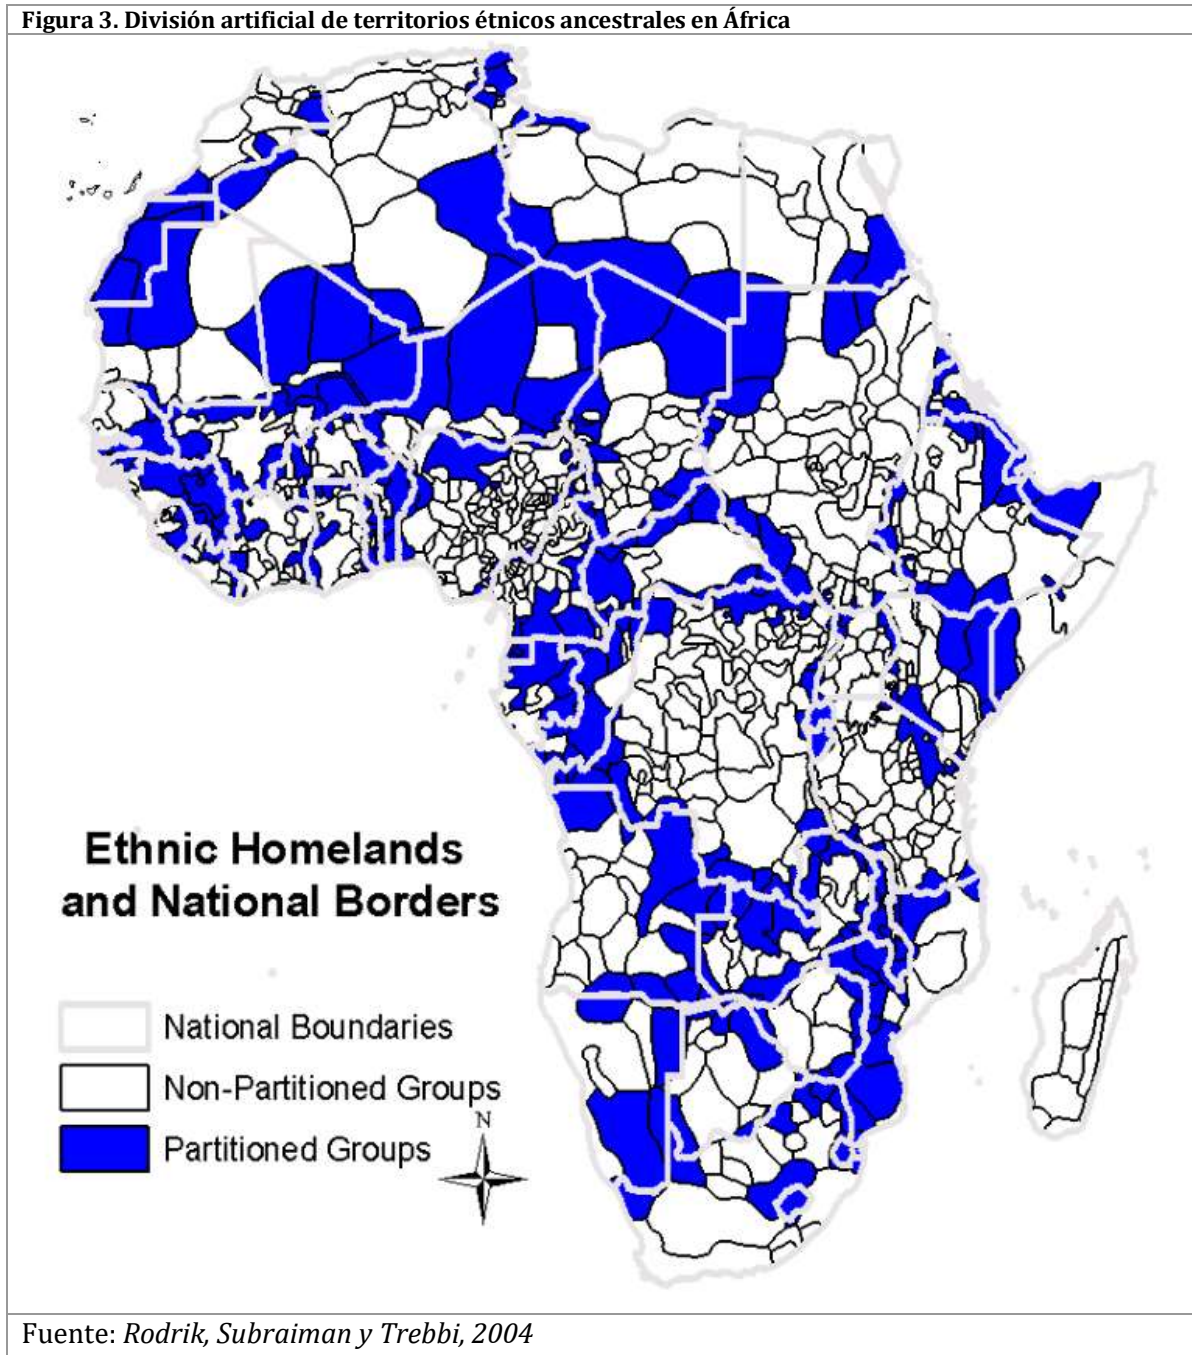 Figura 3. División artificial de territorios étnicos ancestrales en África
Ethnic Homelands
and National Borders
National Boundaries
Non-Partitioned Groups
Partitioned Groups
N
Fuente: Rodrik, Subraiman y Trebbi, 2004